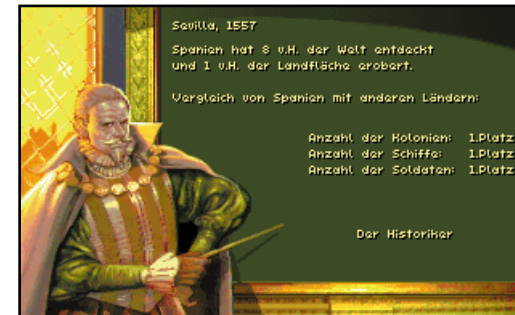 Sevilla, 1557
Spanien hat 8 v.H. der Welt entdeckt
und 1 v.H. der Landfläche erobert.
Vergleich von Spanien mit anderen Ländern:
Anzahl der Kolonien: 1.Platz
Anzahl der Schiffe: 1.Platz
Anzahl der Soldaten: 1.Platz
Der Historiker